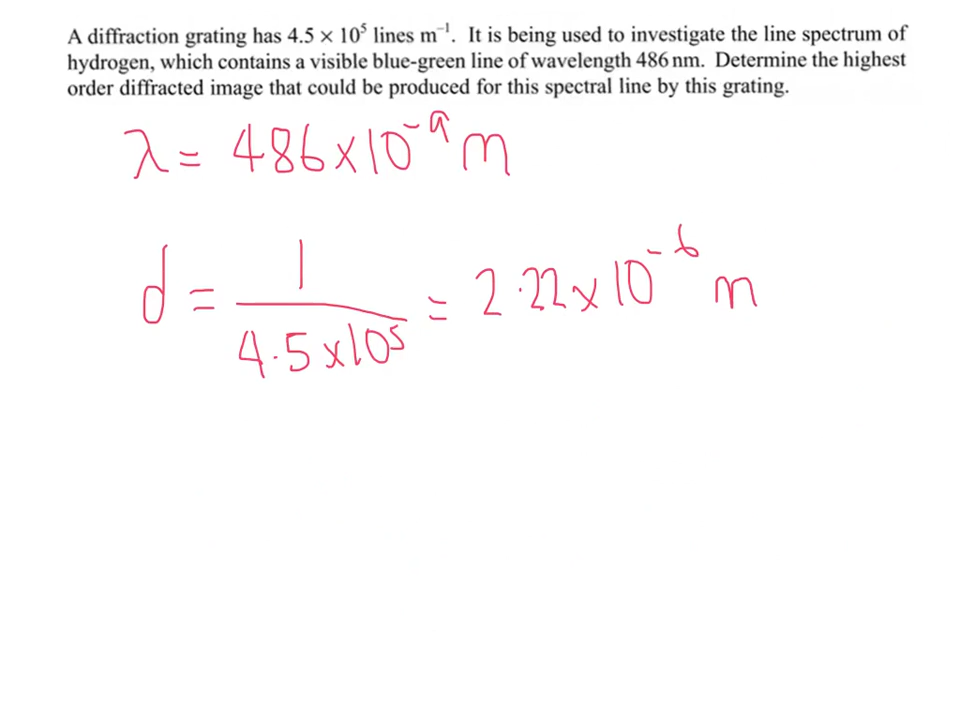 A diffraction grating has 4.5 × 10⁵ lines m⁻¹. It is being used to investigate the line spectrum of
hydrogen, which contains a visible blue-green line of wavelength 486 nm. Determine the highest
order diffracted image that could be produced for this spectral line by this grating.
λ = 486 x 10⁻⁹ m
d = 1 / 4.5 x 10⁵ = 2.22 x 10⁻⁶ m